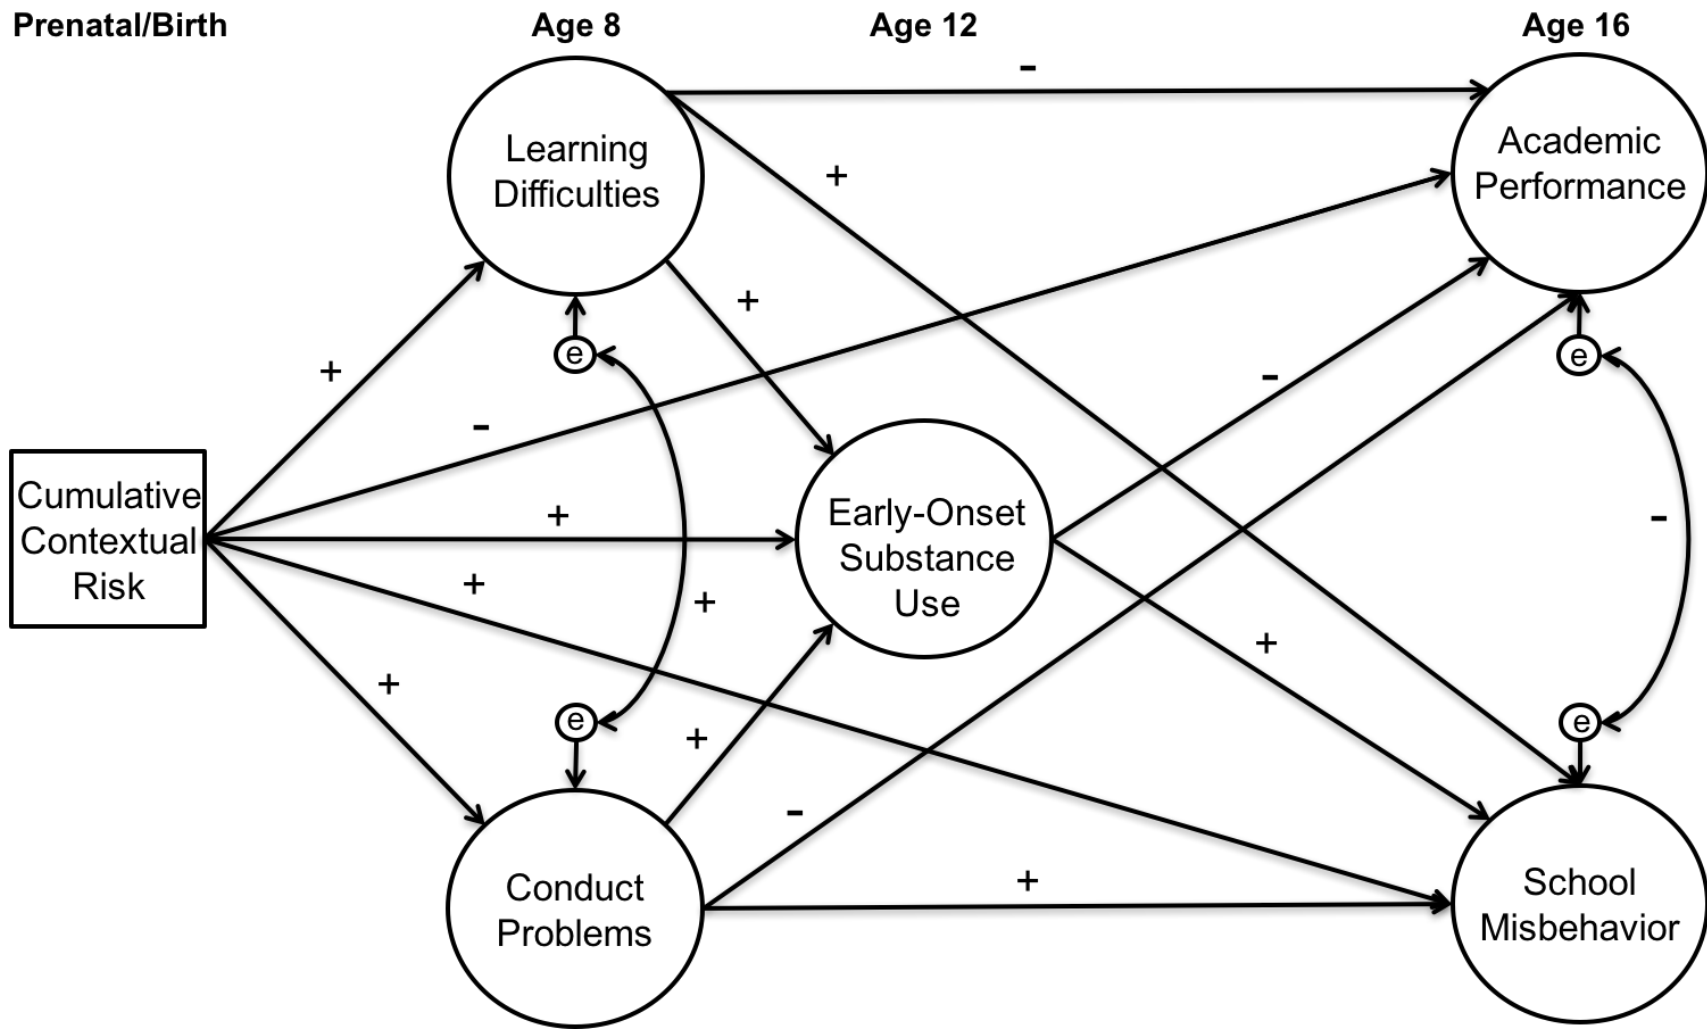 Prenatal/Birth
Age 8
Age 12
Age 16
-
Learning
Difficulties
Academic
Performance
+
+
+
e
e
-
-
Cumulative
Contextual
Risk
+
Early-Onset
Substance
Use
-
+
+
+
+
e
e
+
-
+
Conduct
Problems
School
Misbehavior